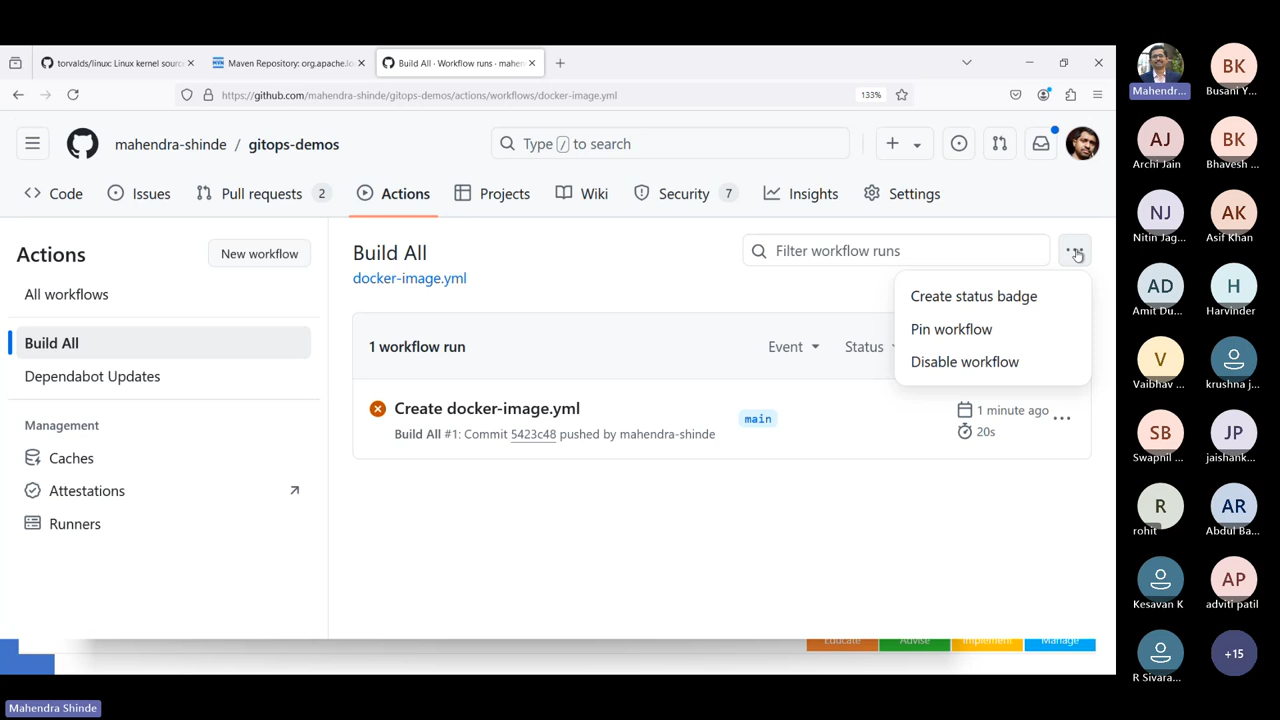 torvalds/linux: Linux kernel sourc
Maven Repository: org.apache.lo
Build All · Workflow runs · mahen
https://github.com/mahendra-shinde/gitops-demos/actions/workflows/docker-image.yml
133%
mahendra-shinde / gitops-demos
Type / to search
Code
Issues
Pull requests 2
Actions
Projects
Wiki
Security 7
Insights
Settings
Actions
New workflow
All workflows
Build All
Dependabot Updates
Management
Caches
Attestations
Runners
Build All
docker-image.yml
Filter workflow runs
Create status badge
Pin workflow
Disable workflow
1 workflow run
Event
Status
Create docker-image.yml
Build All #1: Commit 5423c48 pushed by mahendra-shinde
main
1 minute ago
20s
Educate
Advise
Implement
Manage
Mahendr...
BK
Busani Y...
AJ
Archi Jain
BK
Bhavesh ...
NJ
Nitin Jag...
AK
Asif Khan
AD
Amit Du...
H
Harvinder
V
Vaibhav ...
krushna j...
SB
Swapnil ...
JP
jaishank...
R
rohit
AR
Abdul Ba...
Kesavan K
AP
adviti patil
R Sivara...
+15
Mahendra Shinde